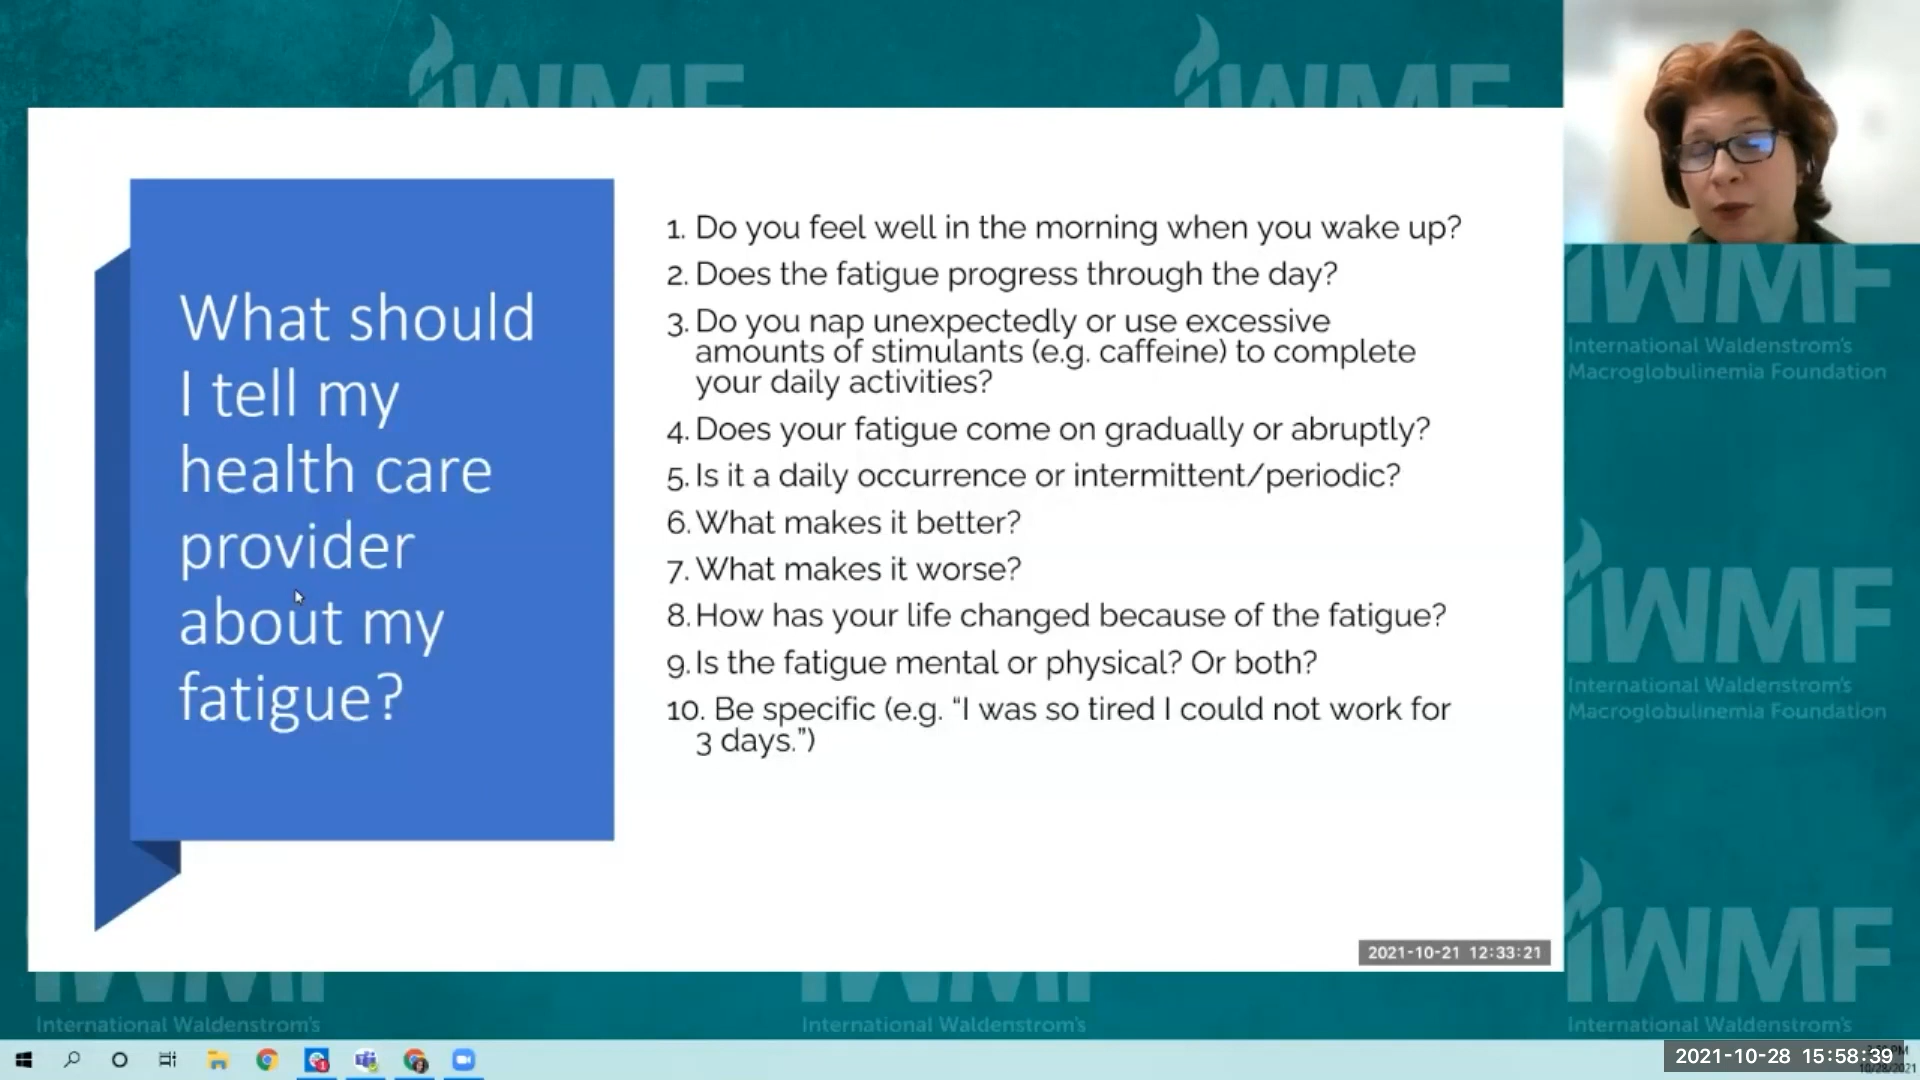 IWMF
IWMF
What should
I tell my
health care
provider
about my
fatigue?
1. Do you feel well in the morning when you wake up?
2. Does the fatigue progress through the day?
3. Do you nap unexpectedly or use excessive
amounts of stimulants (e.g. caffeine) to complete
your daily activities?
4. Does your fatigue come on gradually or abruptly?
5. Is it a daily occurrence or intermittent/periodic?
6. What makes it better?
7. What makes it worse?
8. How has your life changed because of the fatigue?
9. Is the fatigue mental or physical? Or both?
10. Be specific (e.g. “I was so tired I could not work for
3 days.”)
2021-10-21 12:33:21
IWMF
International Waldenstrom's
Macroglobulinemia Foundation
IWMF
International Waldenstrom's
Macroglobulinemia Foundation
IWMF
International Waldenstrom's
IWMF
International Waldenstrom's
IWMF
International Waldenstrom's
2021-10-28 15:58:39